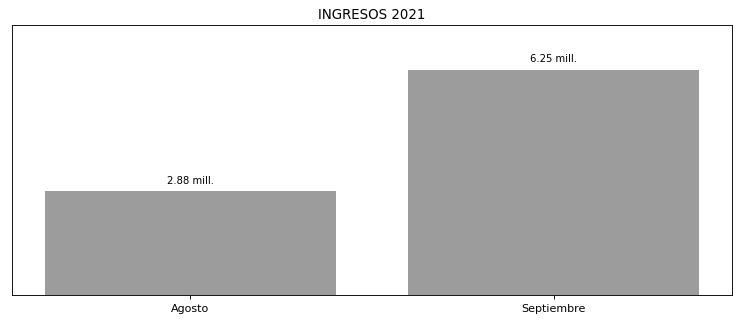 INGRESOS 2021
6.25 mill.
2.88 mill.
Agosto
Septiembre